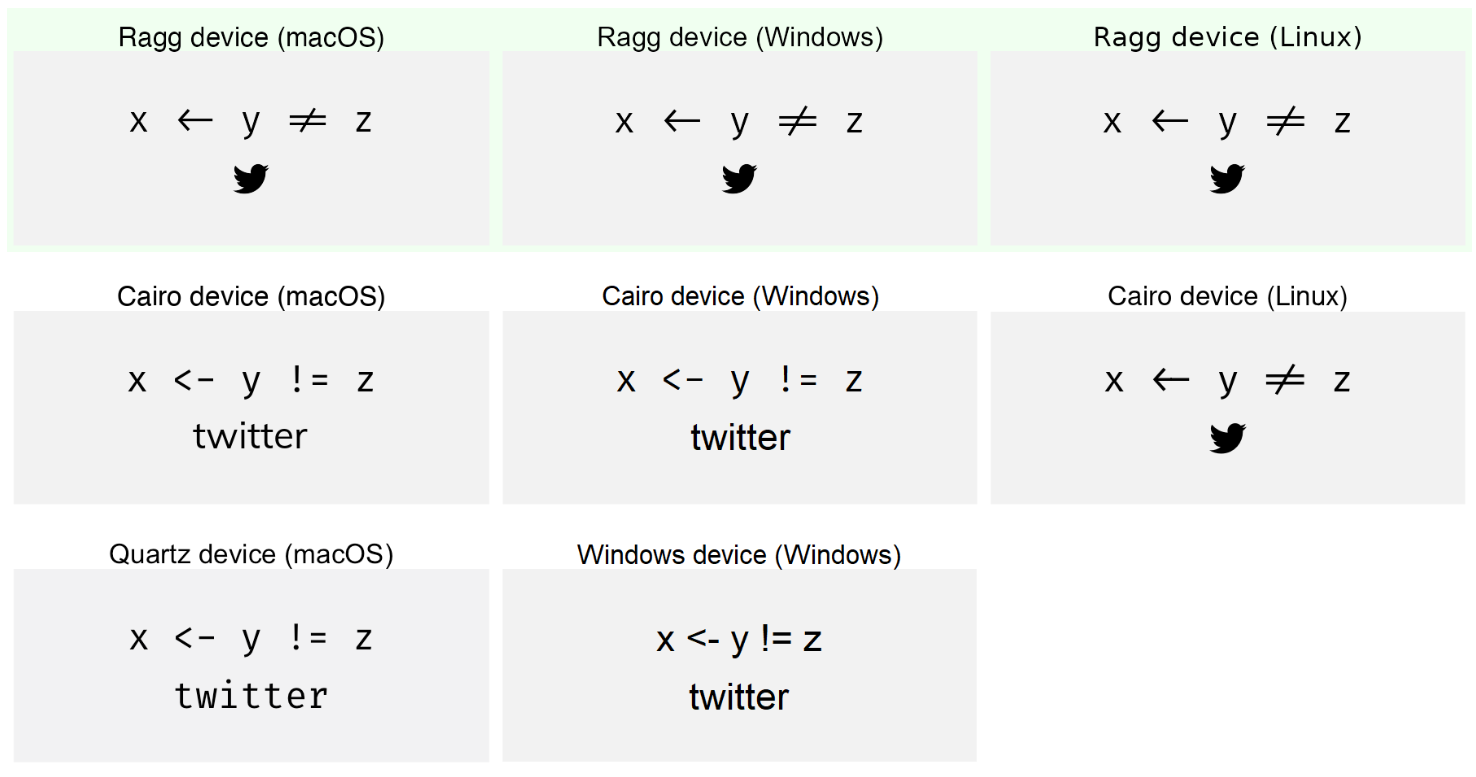 Ragg device (macOS)
x ← y ≠ z
Ragg device (Windows)
x ← y ≠ z
Ragg device (Linux)
x ← y ≠ z
Cairo device (macOS)
x <- y != z
twitter
Cairo device (Windows)
x <- y != z
twitter
Cairo device (Linux)
x ← y ≠ z
Quartz device (macOS)
x <- y != z
twitter
Windows device (Windows)
x <- y != z
twitter